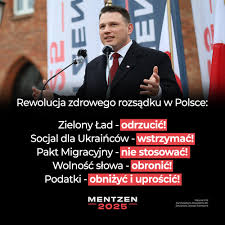 Rewolucja zdrowego rozsądku w Polsce:
Zielony Ład - odrzucić!
Socjal dla Ukraińców - wstrzymać!
Pakt Migracyjny - nie stosować!
Wolność słowa - obronić!
Podatki - obniżyć i uprościć!
MENTZEN
2025